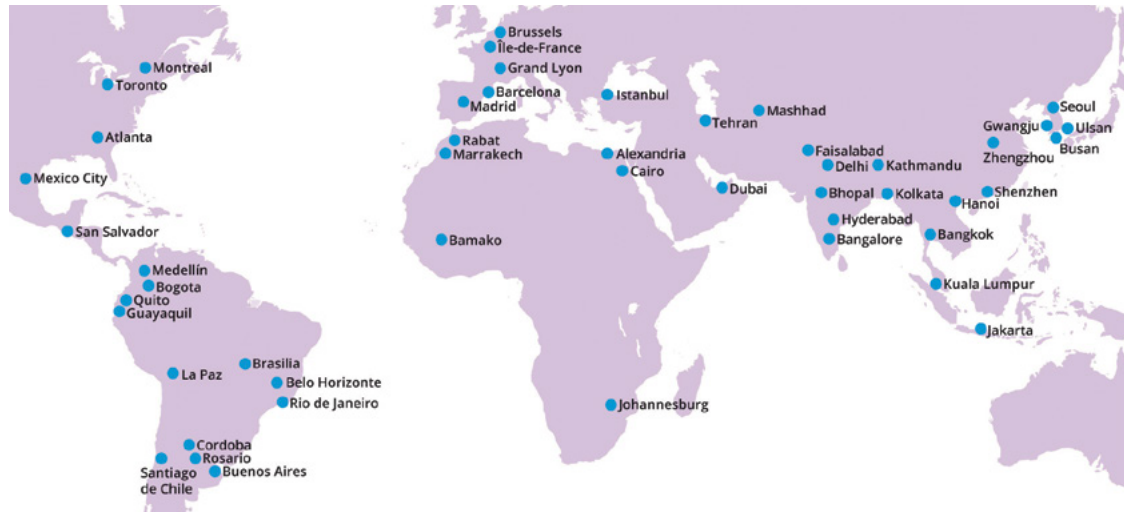 Brussels
Île-de-France
Montreal
Grand Lyon
Toronto
Barcelona
Istanbul
Madrid
Mashhad
Seoul
Tehran
Gwangju
Ulsan
Atlanta
Rabat
Busan
Marrakech
Alexandria
Faisalabad
Zhengzhou
Delhi
Kathmandu
Cairo
Mexico City
Dubai
Bhopal
Kolkata
Shenzhen
Hanoi
Hyderabad
San Salvador
Bamako
Bangalore
Bangkok
Medellín
Bogota
Kuala Lumpur
Quito
Guayaquil
Jakarta
Brasilia
La Paz
Belo Horizonte
Rio de Janeiro
Johannesburg
Cordoba
Rosario
Santiago
de Chile
Buenos Aires